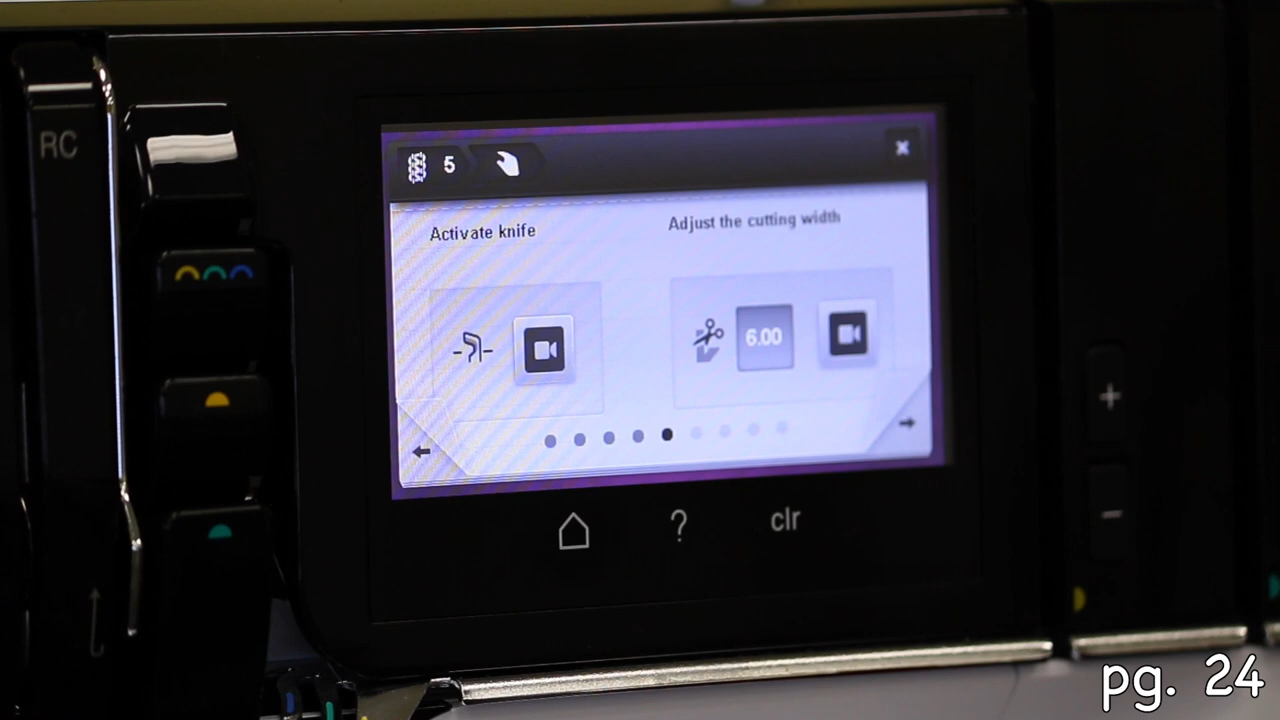 RC
5
Activate knife
Adjust the cutting width
6.00
?
clr
+
−
pg. 24